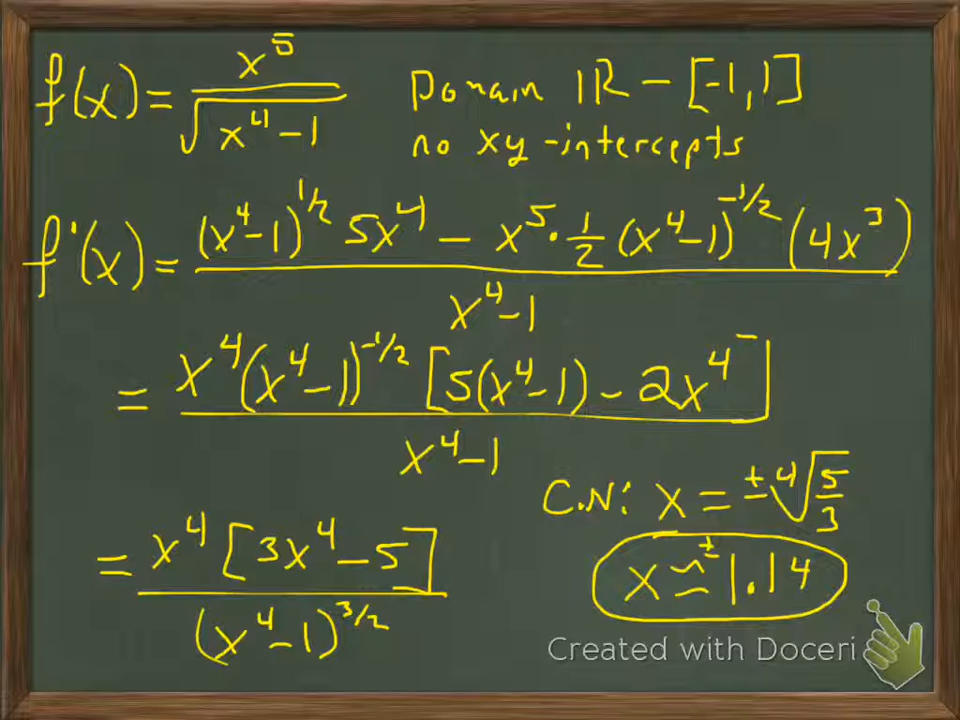 f(x) = x^5 / √(x^4 - 1) Domain ℝ - [-1, 1]
no xy-intercepts
f'(x) = ((x^4-1)^{1/2} 5x^4 - x^5 · 1/2 (x^4-1)^{-1/2} (4x^3)) / (x^4-1)
= (x^4 (x^4-1)^{-1/2} [5(x^4-1) - 2x^4]) / (x^4-1)
C.N: x = ± ⁴√(5/3)
= x^4 [3x^4 - 5] / (x^4-1)^{3/2}
x ≈ ± 1.14
Created with Doceri